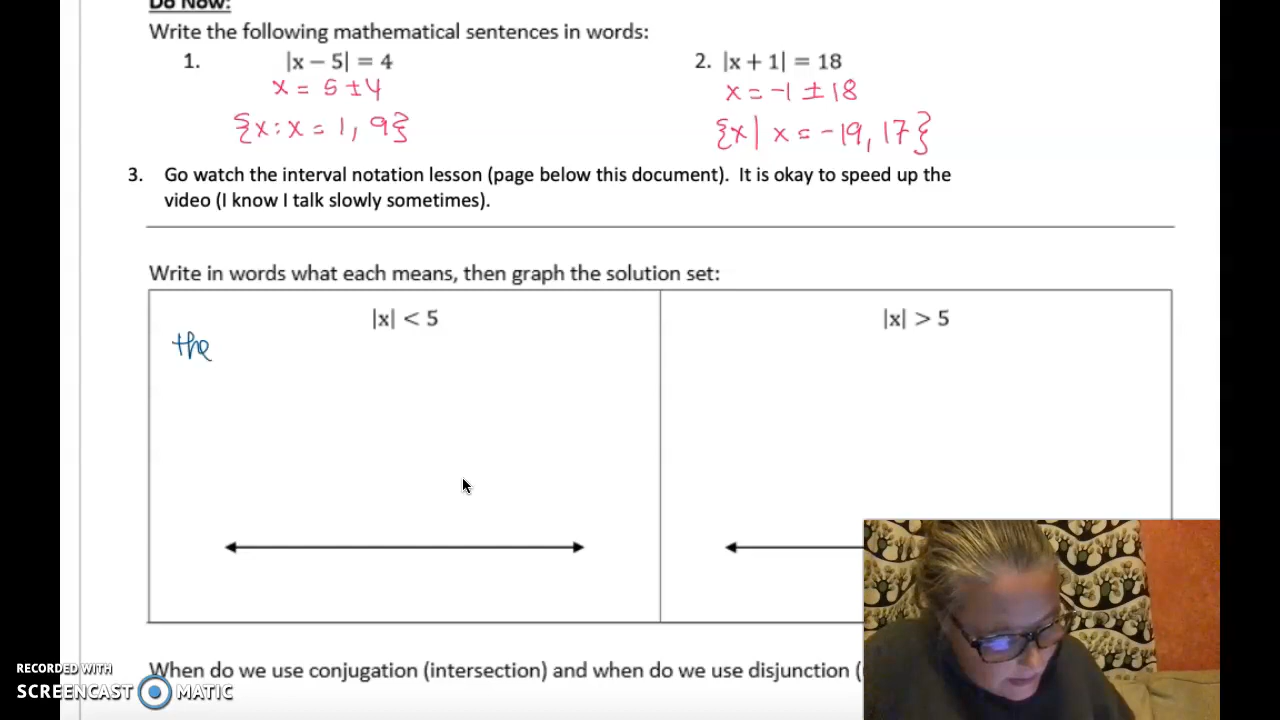 Do Now:
Write the following mathematical sentences in words:
1. |x – 5| = 4
x = 5 ± 4
{x : x = 1, 9}
2. |x + 1| = 18
x = -1 ± 18
{x | x = -19, 17}
3. Go watch the interval notation lesson (page below this document). It is okay to speed up the
video (I know I talk slowly sometimes).
Write in words what each means, then graph the solution set:
|x| < 5
the
|x| > 5
When do we use conjugation (intersection) and when do we use disjunction (
RECORDED WITH
SCREENCAST MATIC